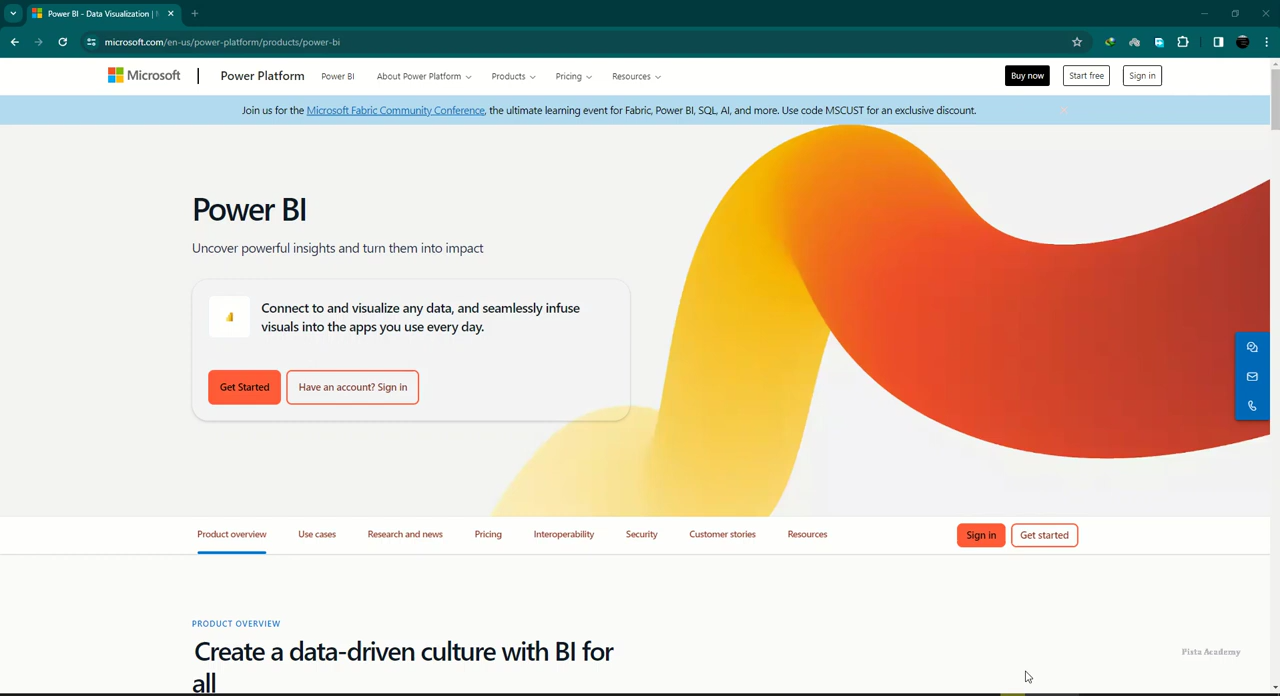 Power BI - Data Visualization |
microsoft.com/en-us/power-platform/products/power-bi
Microsoft Power Platform Power BI About Power Platform Products Pricing Resources Buy now Start free Sign in
Join us for the Microsoft Fabric Community Conference, the ultimate learning event for Fabric, Power BI, SQL, AI, and more. Use code MSCUST for an exclusive discount.
Power BI
Uncover powerful insights and turn them into impact
Connect to and visualize any data, and seamlessly infuse
visuals into the apps you use every day.
Get Started Have an account? Sign in
Product overview Use cases Research and news Pricing Interoperability Security Customer stories Resources Sign in Get started
PRODUCT OVERVIEW
Create a data-driven culture with BI for
all
Pista Academy